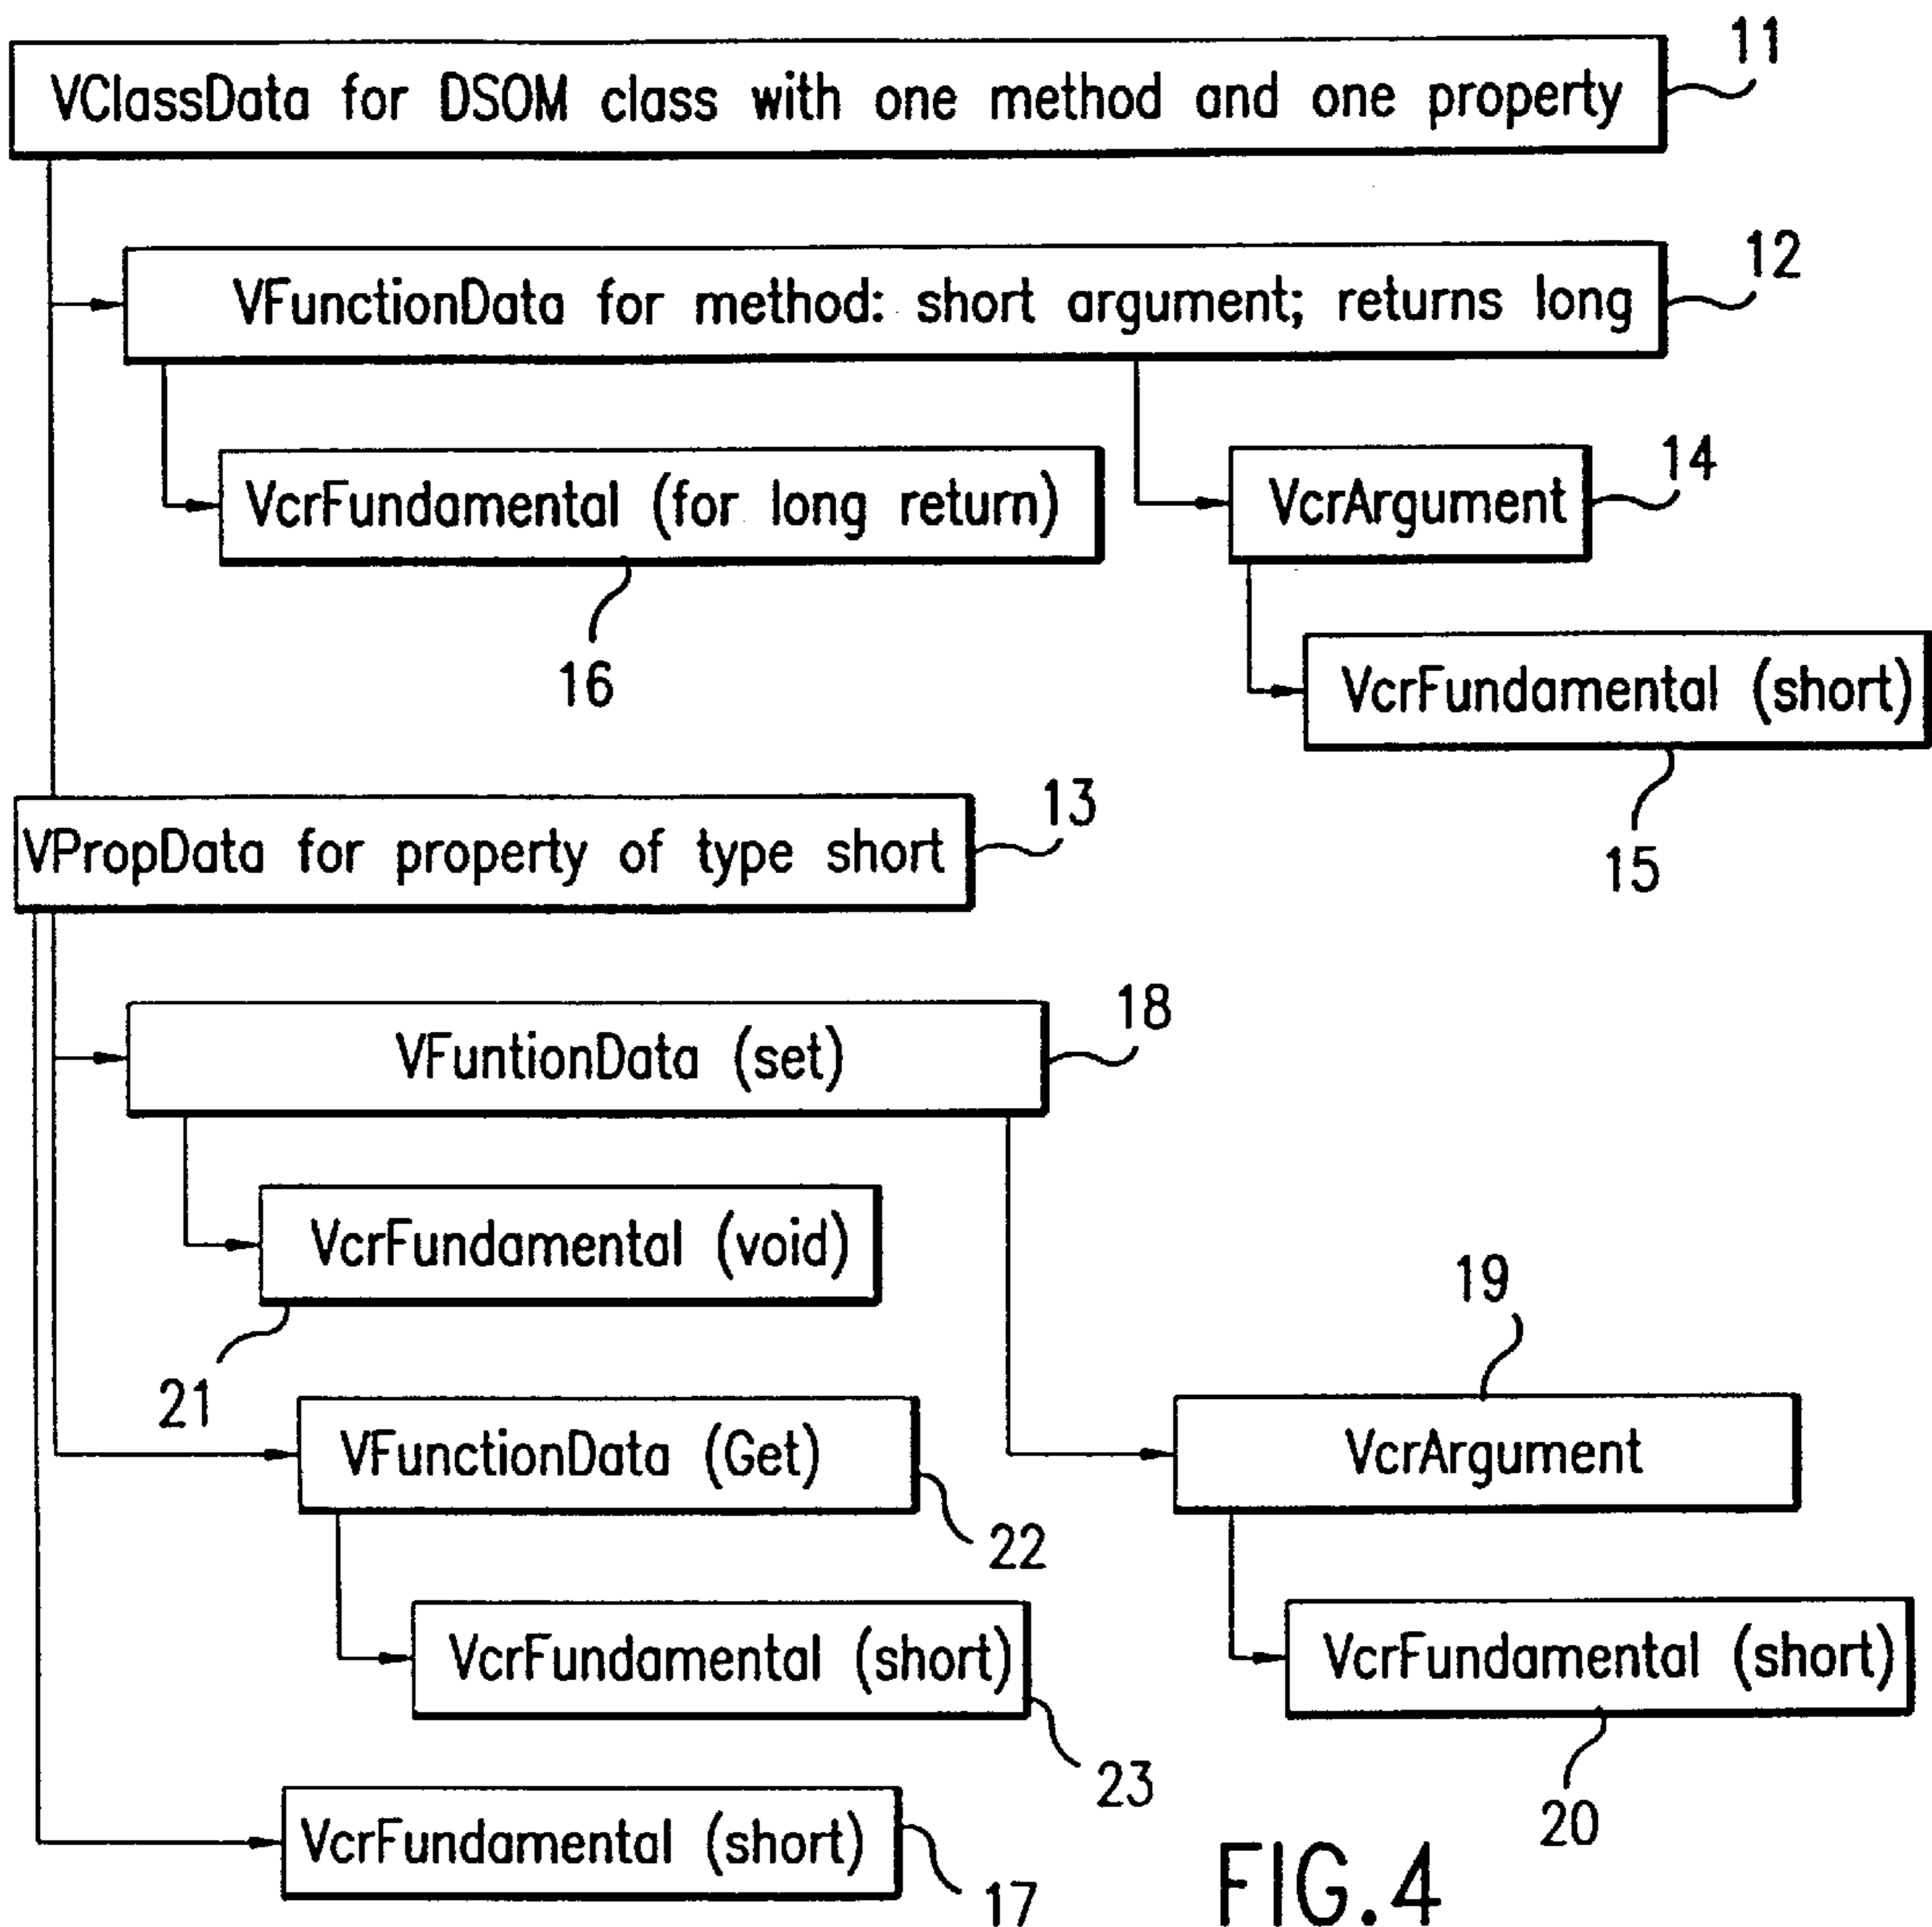 11
VClassData for DSOM class with one method and one property
12
VFunctionData for method: short argument; returns long
14
VcrFundamental (for long return)
VcrArgument
16
VcrFundamental (short)
15
13
VPropData for property of type short
18
VFuntionData (set)
VcrFundamental (void)
19
21
VFunctionData (Get)
VcrArgument
22
VcrFundamental (short)
VcrFundamental (short)
23
20
VcrFundamental (short)
17
FIG.4